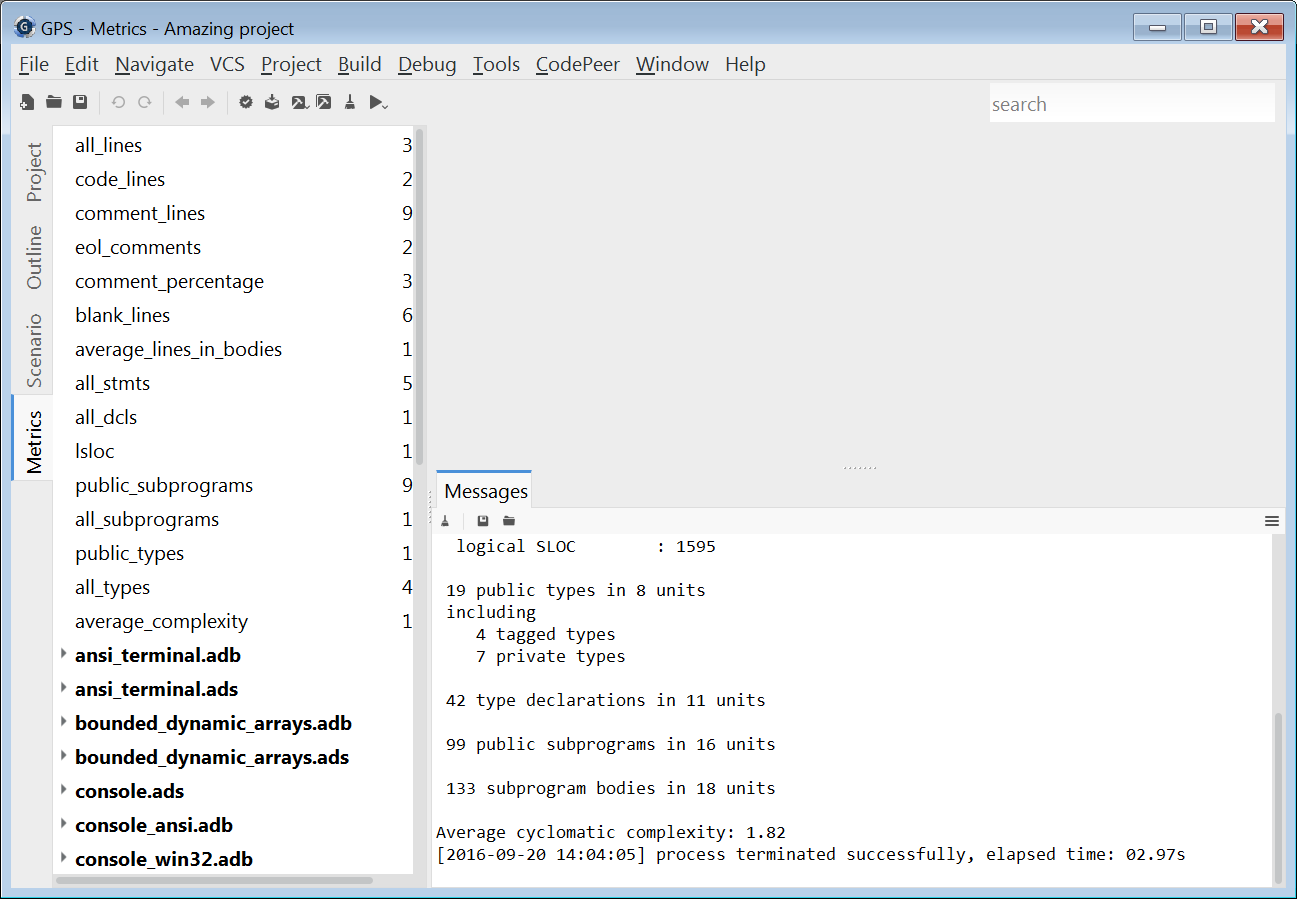 GPS - Metrics - Amazing project
File Edit Navigate VCS Project Build Debug Tools CodePeer Window Help
search
Project
Outline
Scenario
Metrics
all_lines 3
code_lines 2
comment_lines 9
eol_comments 2
comment_percentage 3
blank_lines 6
average_lines_in_bodies 1
all_stmts 5
all_dcls 1
lsloc 1
public_subprograms 9
all_subprograms 1
public_types 1
all_types 4
average_complexity 1
ansi_terminal.adb
ansi_terminal.ads
bounded_dynamic_arrays.adb
bounded_dynamic_arrays.ads
console.ads
console_ansi.adb
console_win32.adb
Messages
logical SLOC : 1595
19 public types in 8 units
including
4 tagged types
7 private types
42 type declarations in 11 units
99 public subprograms in 16 units
133 subprogram bodies in 18 units
Average cyclomatic complexity: 1.82
[2016-09-20 14:04:05] process terminated successfully, elapsed time: 02.97s